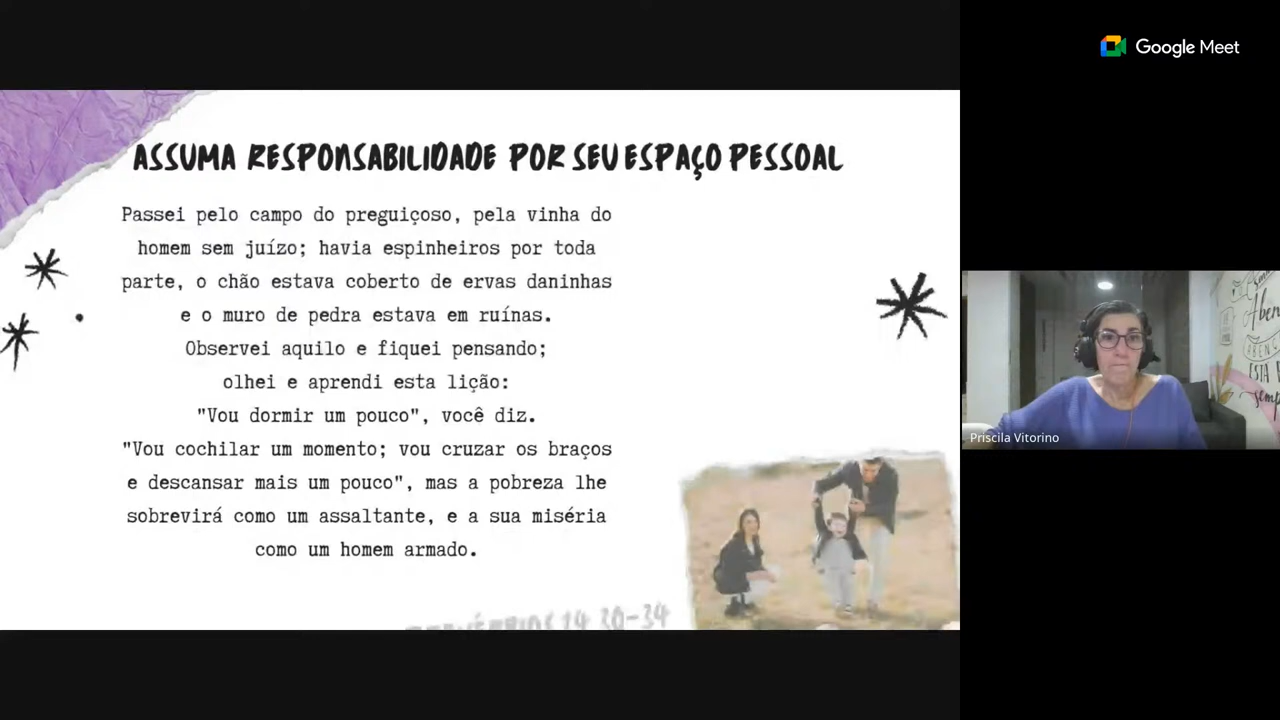 Google Meet
ASSUMA RESPONSABILIDADE POR SEU ESPAÇO PESSOAL
Passei pelo campo do preguiçoso, pela vinha do
homem sem juízo; havia espinheiros por toda
parte, o chão estava coberto de ervas daninhas
e o muro de pedra estava em ruínas.
Observei aquilo e fiquei pensando;
olhei e aprendi esta lição:
"Vou dormir um pouco", você diz.
"Vou cochilar um momento; vou cruzar os braços
e descansar mais um pouco", mas a pobreza lhe
sobrevirá como um assaltante, e a sua miséria
como um homem armado.
30-34
Priscila Vitorino
ESTÁ